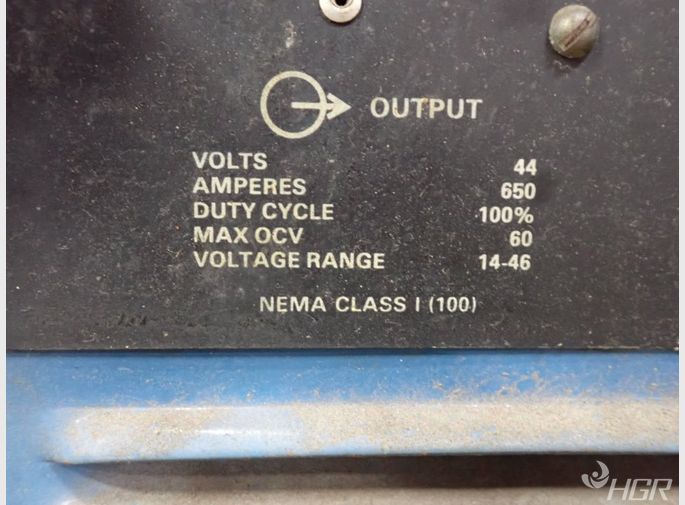 OUTPUT
VOLTS 44
AMPERES 650
DUTY CYCLE 100%
MAX OCV 60
VOLTAGE RANGE 14-46
NEMA CLASS I (100)
HGR